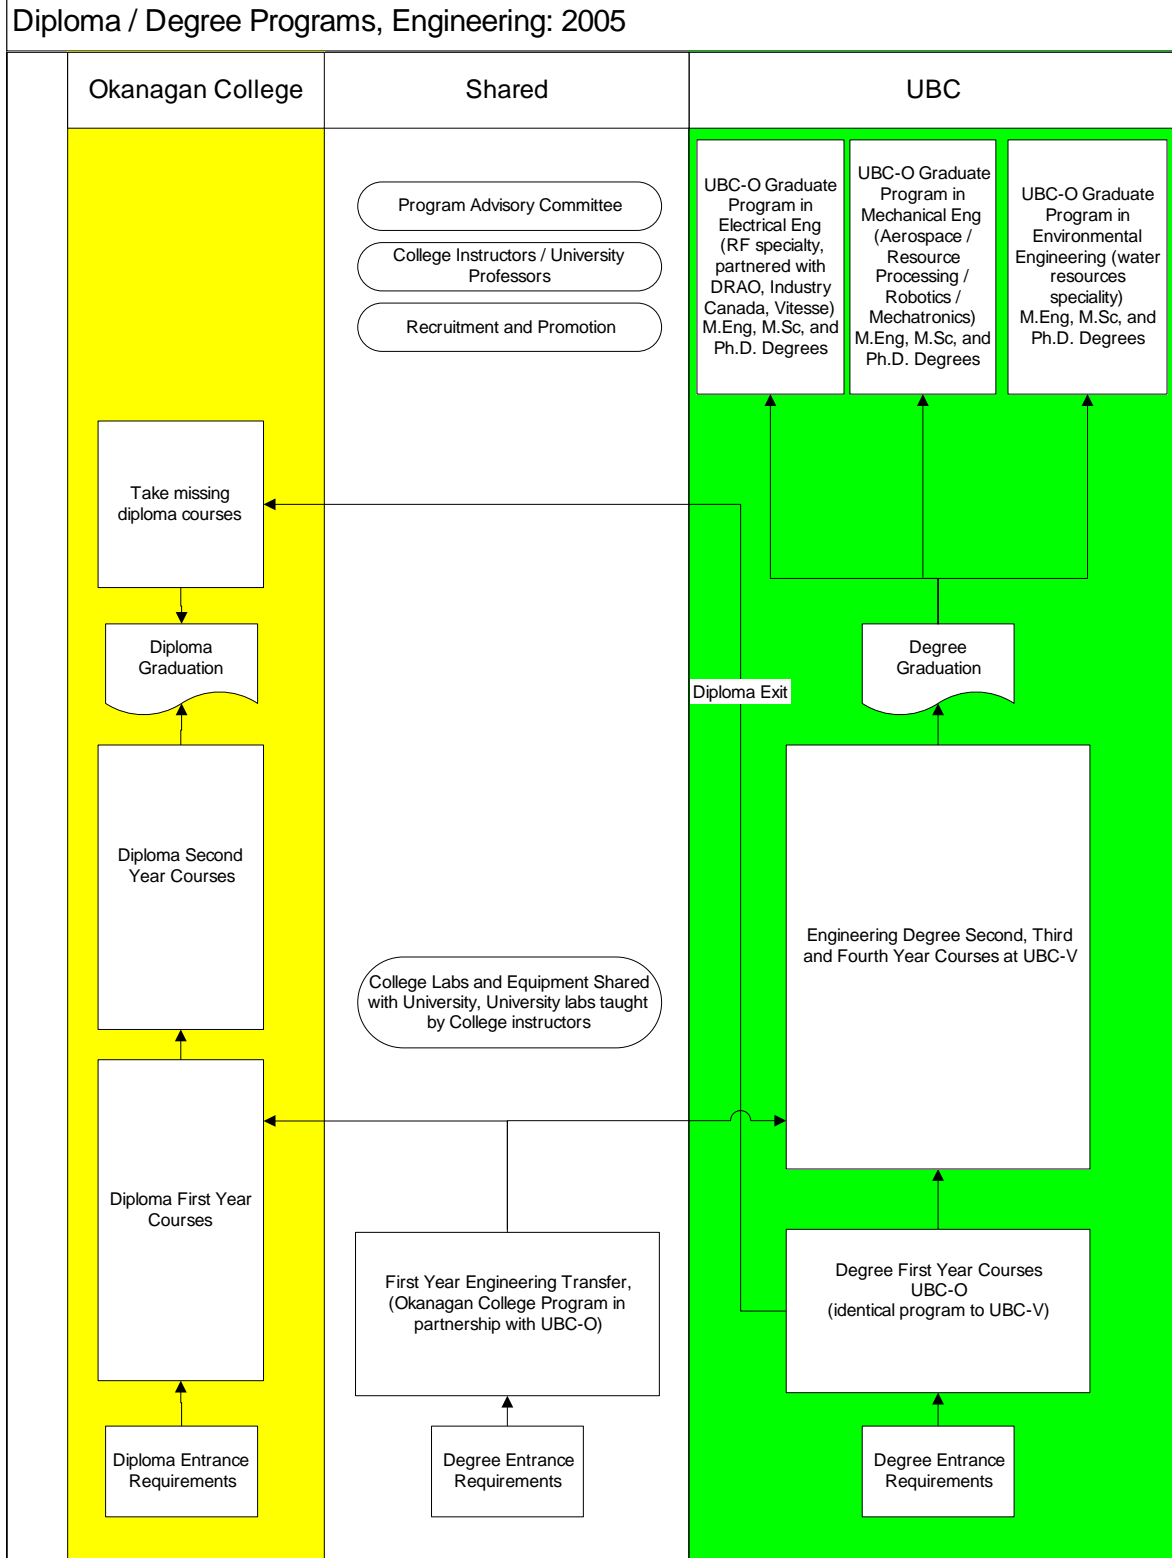 Diploma / Degree Programs, Engineering: 2005
Okanagan College
Shared
UBC
Program Advisory Committee
College Instructors / University
Professors
Recruitment and Promotion
UBC-O Graduate
Program in
Electrical Eng
(RF specialty,
partnered with
DRAO, Industry
Canada, Vitesse)
M.Eng, M.Sc, and
Ph.D. Degrees
UBC-O Graduate
Program in
Mechanical Eng
(Aerospace /
Resource
Processing /
Robotics /
Mechatronics)
M.Eng, M.Sc, and
Ph.D. Degrees
UBC-O Graduate
Program in
Environmental
Engineering (water
resources
speciality)
M.Eng, M.Sc, and
Ph.D. Degrees
Take missing
diploma courses
Diploma
Graduation
Diploma Exit
Degree
Graduation
Diploma Second
Year Courses
Engineering Degree Second, Third
and Fourth Year Courses at UBC-V
College Labs and Equipment Shared
with University, University labs taught
by College instructors
Diploma First Year
Courses
First Year Engineering Transfer,
(Okanagan College Program in
partnership with UBC-O)
Degree First Year Courses
UBC-O
(identical program to UBC-V)
Diploma Entrance
Requirements
Degree Entrance
Requirements
Degree Entrance
Requirements